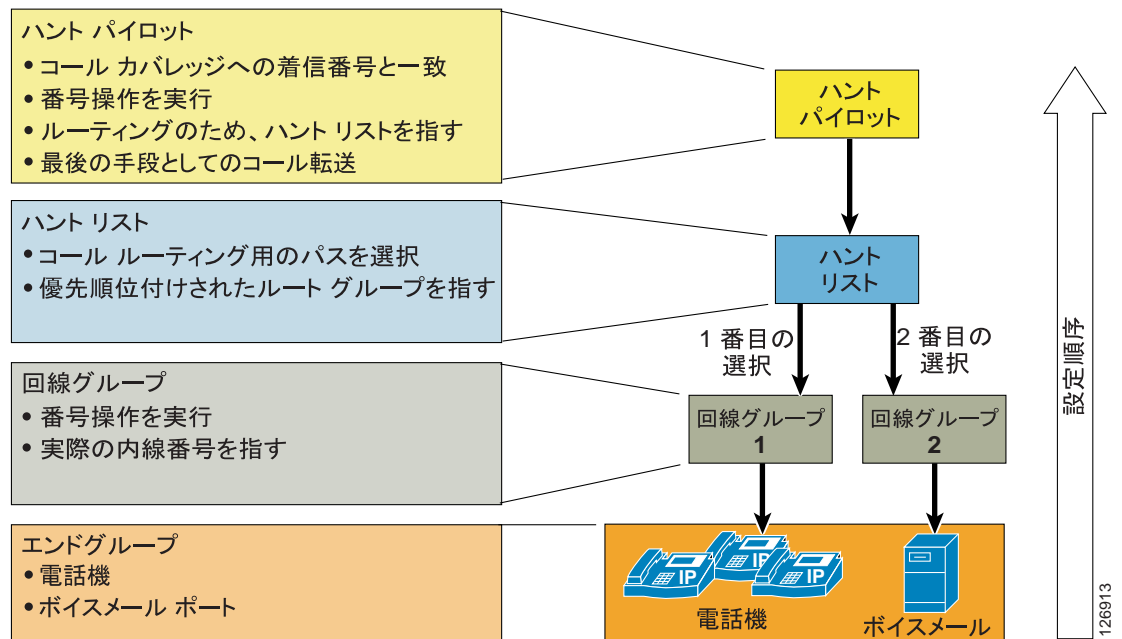 ハント パイロット
• コール カバレッジへの着信番号と一致
• 番号操作を実行
• ルーティングのため、ハント リストを指す
• 最後の手段としてのコール転送
ハント
パイロット
ハント リスト
• コール ルーティング用のパスを選択
• 優先順位付けされたルート グループを指す
ハント
リスト
1 番目の
選択
2 番目の
選択
回線グループ
• 番号操作を実行
• 実際の内線番号を指す
回線グループ
1
回線グループ
2
エンドグループ
• 電話機
• ボイスメール ポート
IP
IP
IP
電話機
ボイスメール
設定順序
126913